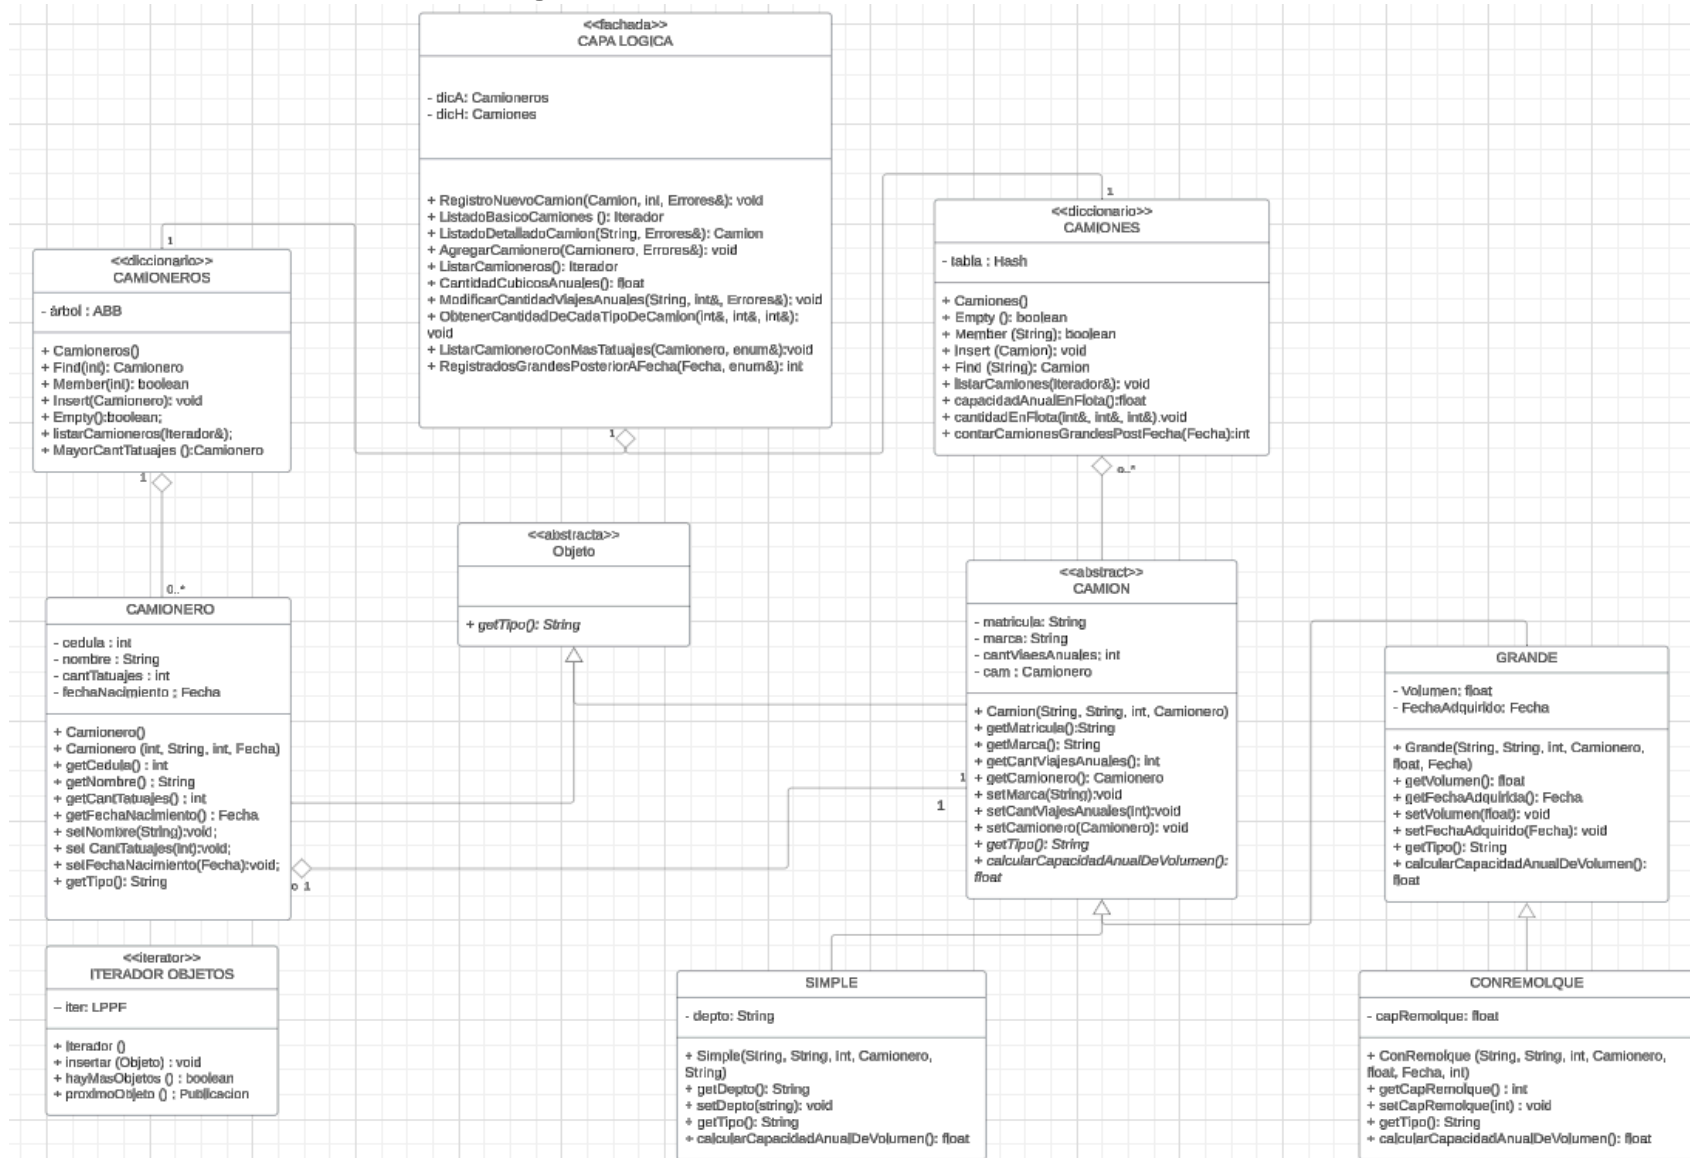 <<fachada>>
CAPA LOGICA
- dicA: Camioneros
- dicH: Camiones
+ RegistroNuevoCamion(Camion, int, Errores&): void
+ ListadoBasicoCamiones (): Iterador
+ ListadoDetalladoCamion(String, Errores&): Camion
+ AgregarCamionero(Camionero, Errores&): void
+ ListarCamioneros(): Iterador
+ CantidadCubicosAnuales(): float
+ ModificarCantidadViajesAnuales(String, int&, Errores&): void
+ ObtenerCantidadDeCadaTipoDeCamion(int&, int&, int&):
void
+ ListarCamioneroConMasTatuajes(Camionero, enum&):void
+ RegistradosGrandesPosteriorAFecha(Fecha, enum&): int
1
1
<<diccionario>>
CAMIONEROS
- árbol : ABB
+ Camioneros()
+ Find(int): Camionero
+ Member(int): boolean
+ Insert(Camionero): void
+ Empty():boolean;
+ listarCamioneros(Iterador&);
+ MayorCantTatuajes ():Camionero
1
0..*
1
<<diccionario>>
CAMIONES
- tabla : Hash
+ Camiones()
+ Empty (): boolean
+ Member (String): boolean
+ Insert (Camion): void
+ Find (String): Camion
+ listarCamiones(Iterador&): void
+ capacidadAnualEnFlota():float
+ cantidadEnFlota(int&, int&, int&).void
+ contarCamionesGrandesPostFecha(Fecha):int
o..*
<<abstracta>>
Objeto
+ getTipo(): String
CAMIONERO
- cedula : int
- nombre : String
- cantTatuajes : int
- fechaNacimiento : Fecha
+ Camionero()
+ Camionero (int, String, int, Fecha)
+ getCedula() : int
+ getNombre() : String
+ getCantTatuajes() : int
+ getFechaNacimiento() : Fecha
+ setNombre(String):void;
+ set CantTatuajes(int):void;
+ setFechaNacimiento(Fecha):void;
+ getTipo(): String
o 1
1
1
<<abstract>>
CAMION
- matricula: String
- marca: String
- cantViaesAnuales: int
- cam : Camionero
+ Camion(String, String, int, Camionero)
+ getMatricula():String
+ getMarca(): String
+ getCantViajesAnuales(): int
+ getCamionero(): Camionero
+ setMarca(String):void
+ setCantViajesAnuales(int):void
+ setCamionero(Camionero): void
+ getTipo(): String
+ calcularCapacidadAnualDeVolumen():
float
GRANDE
- Volumen: float
- FechaAdquirido: Fecha
+ Grande(String, String, int, Camionero,
float, Fecha)
+ getVolumen(): float
+ getFechaAdquirida(): Fecha
+ setVolumen(float): void
+ setFechaAdquirido(Fecha): void
+ getTipo(): String
+ calcularCapacidadAnualDeVolumen():
float
<<iterator>>
ITERADOR OBJETOS
– iter: LPPF
+ Iterador ()
+ insertar (Objeto) : void
+ hayMasObjetos () : boolean
+ proximoObjeto () : Publicacion
SIMPLE
- depto: String
+ Simple(String, String, int, Camionero,
String)
+ getDepto(): String
+ setDepto(string): void
+ getTipo(): String
+ calcularCapacidadAnualDeVolumen(): float
CONREMOLQUE
- capRemolque: float
+ ConRemolque (String, String, int, Camionero,
float, Fecha, int)
+ getCapRemolque() : int
+ setCapRemolque(int) : void
+ getTipo(): String
+ calcularCapacidadAnualDeVolumen(): float